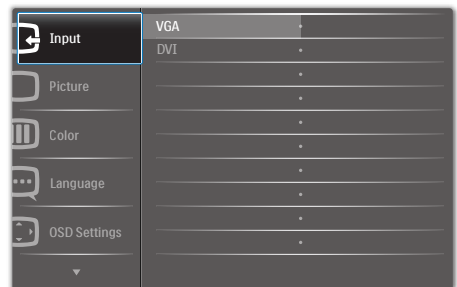 Input
Picture
Color
Language
OSD Settings
VGA
DVI